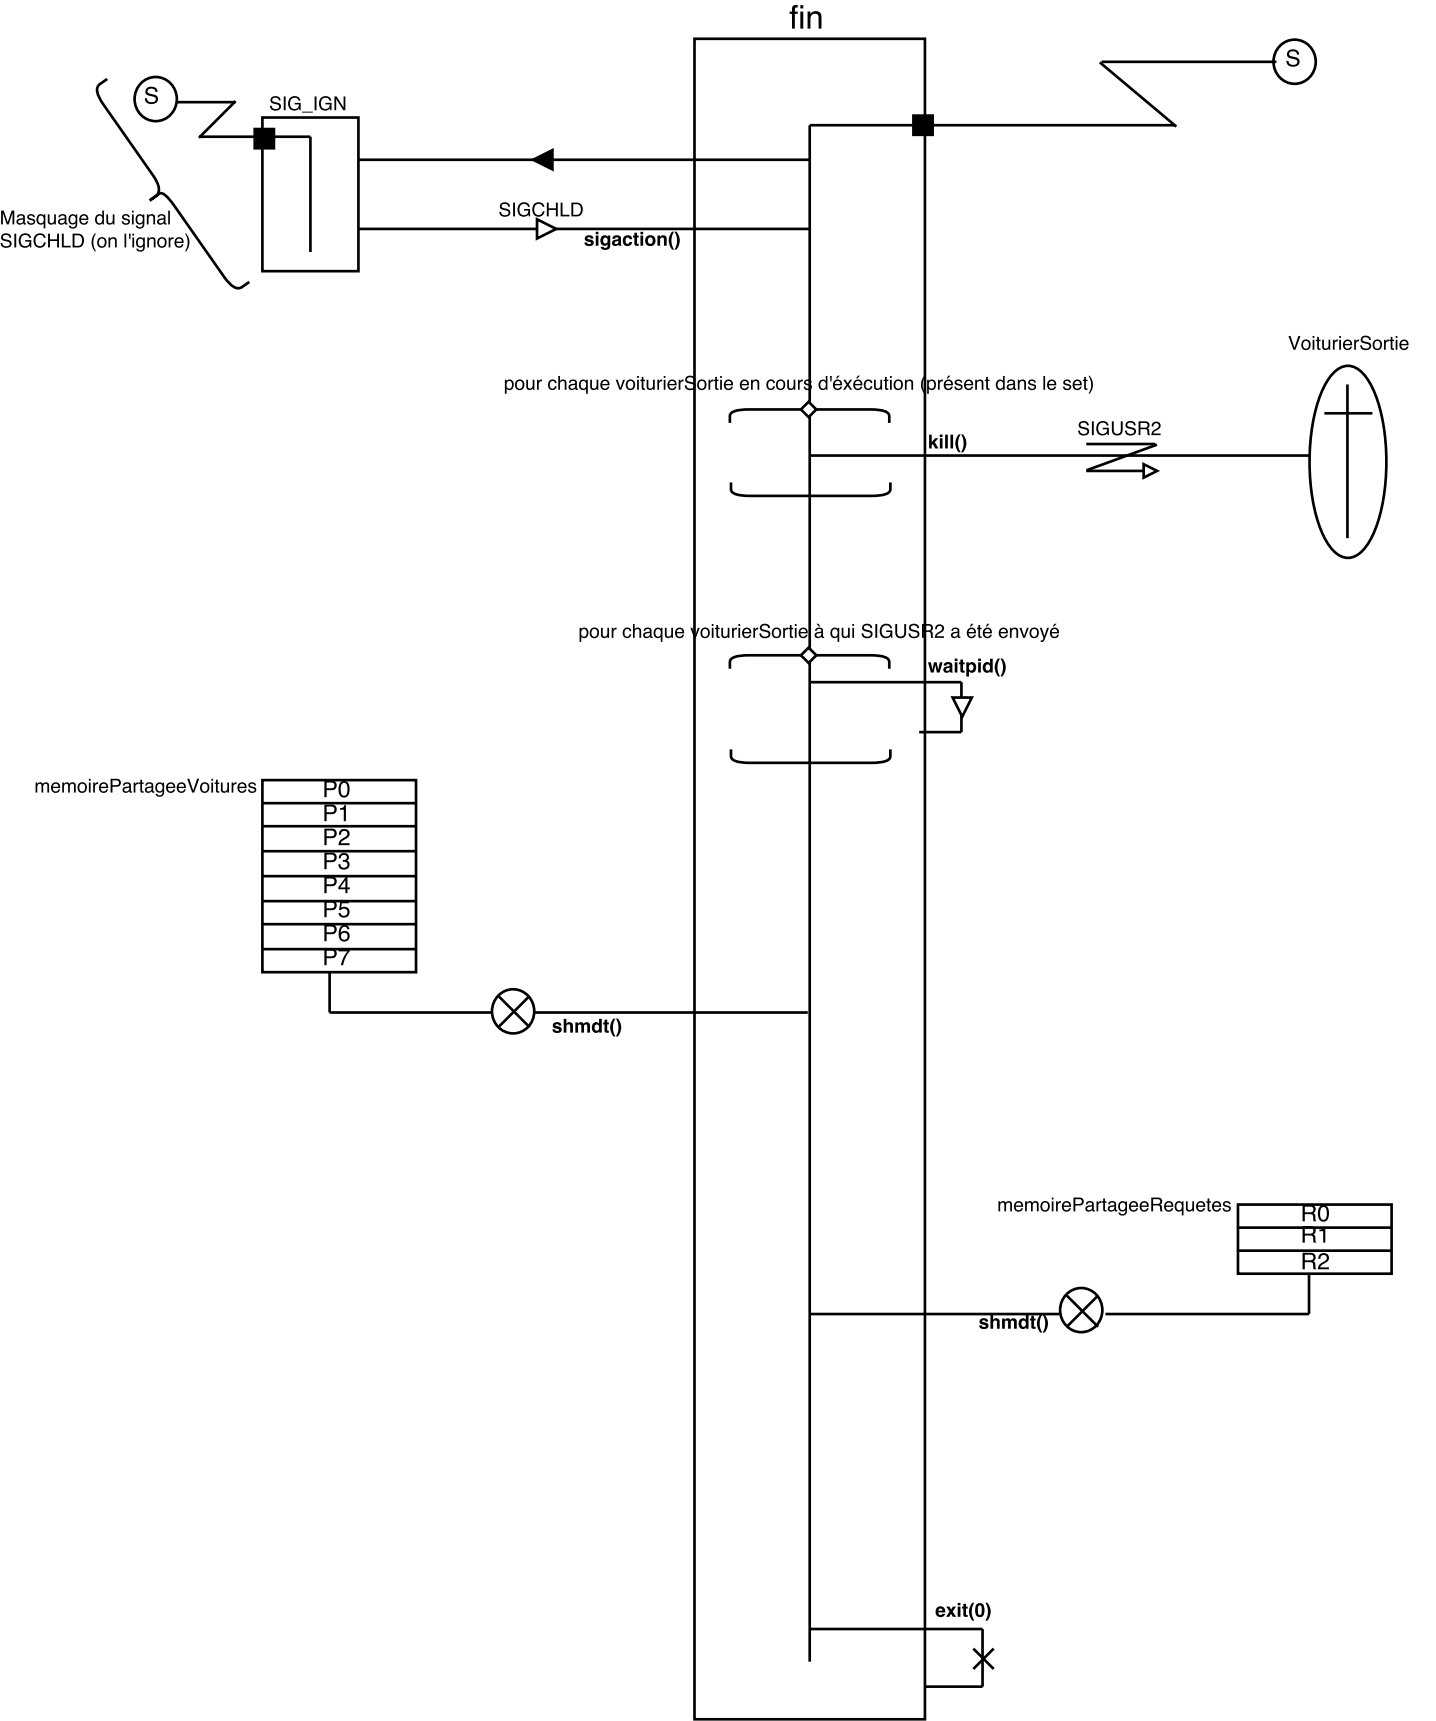 fin
S
S
SIG_IGN
SIGCHLD
sigaction()
Masquage du signal
SIGCHLD (on l'ignore)
VoiturierSortie
pour chaque voiturierSortie en cours d'éxécution (présent dans le set)
SIGUSR2
kill()
pour chaque voiturierSortie à qui SIGUSR2 a été envoyé
waitpid()
memoirePartageeVoitures
P0
P1
P2
P3
P4
P5
P6
P7
shmdt()
memoirePartageeRequetes
R0
R1
R2
shmdt()
exit(0)